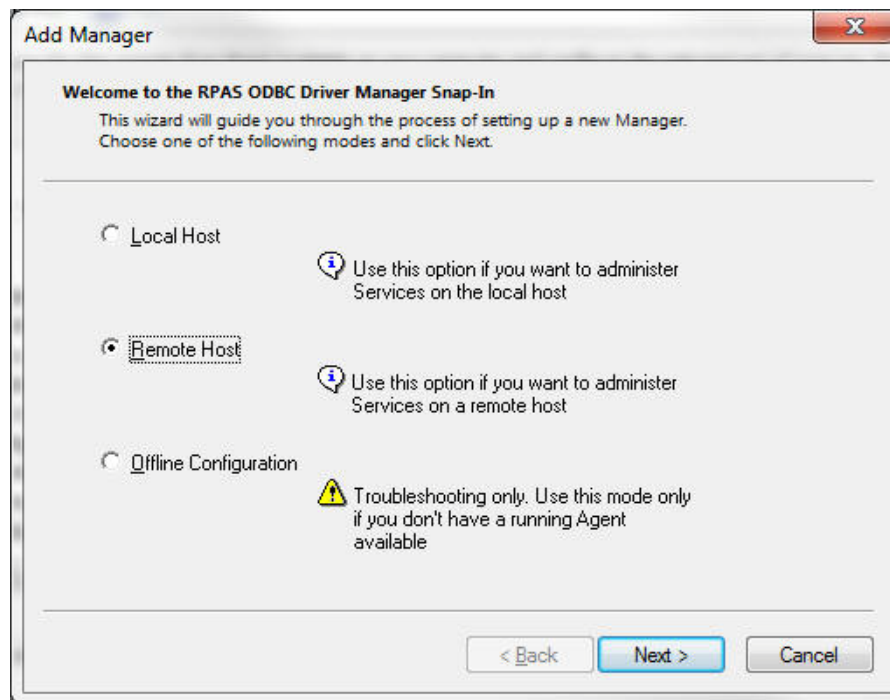 Add Manager
Welcome to the RPAS ODBC Driver Manager Snap-In
This wizard will guide you through the process of setting up a new Manager.
Choose one of the following modes and click Next.
Local Host
Use this option if you want to administer
Services on the local host
Remote Host
Use this option if you want to administer
Services on a remote host
Offline Configuration
Troubleshooting only. Use this mode only
if you don't have a running Agent
available
< Back Next > Cancel